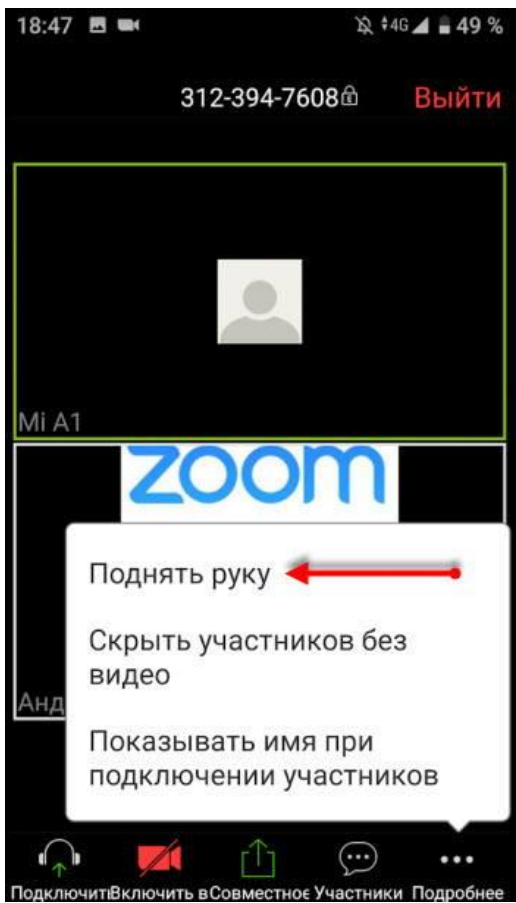 18:47 4G 49 %
312-394-7608 Выйти
Mi A1
zoom
Поднять руку
Скрыть участников без
видео
Анд
Показывать имя при
подключении участников
Подключить Включить в Совместное Участники Подробнее